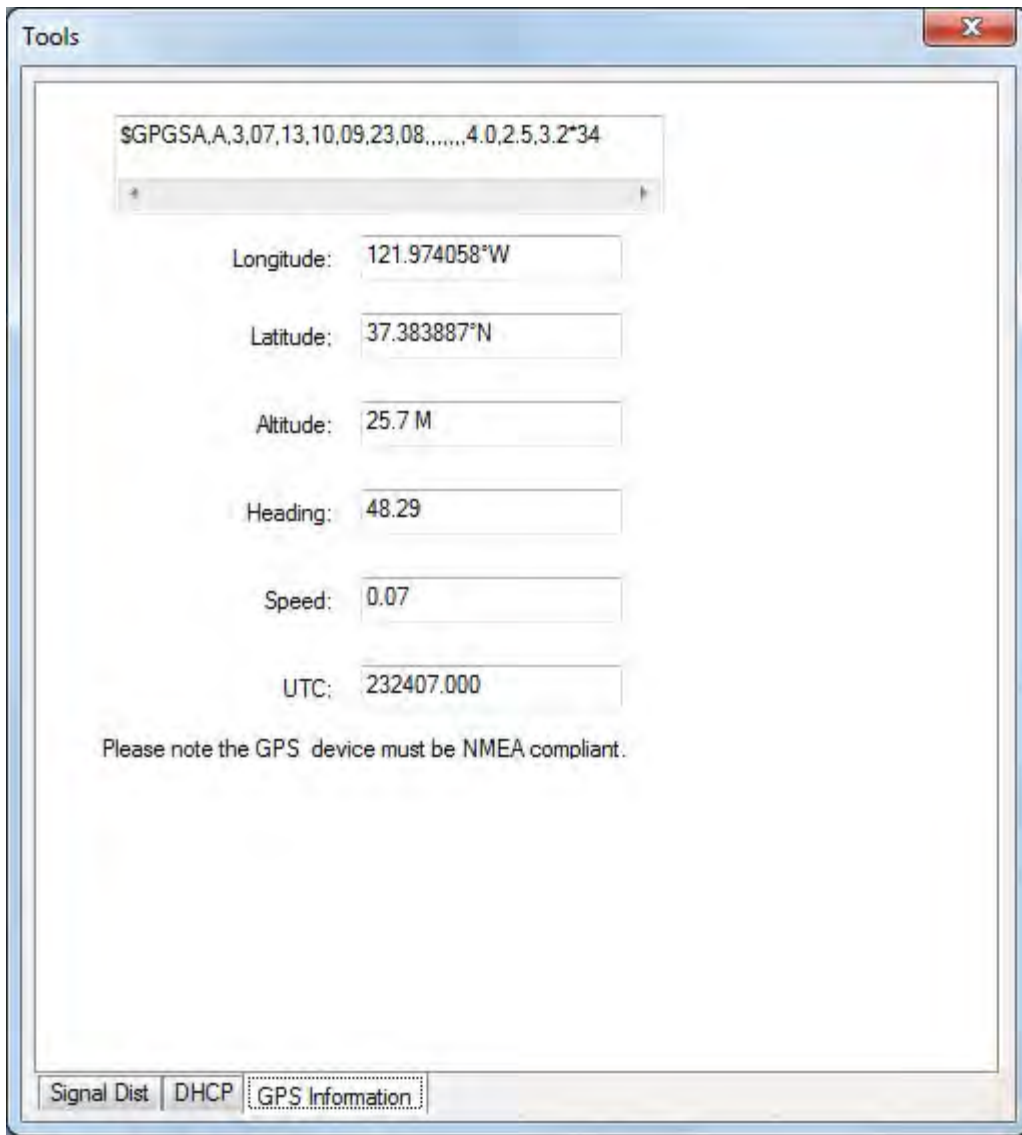 Tools
$GPGSA,A,3,07,13,10,09,23,08,,,,,,,4.0,2.5,3.2*34
Longitude: 121.974058°W
Latitude: 37.383887°N
Altitude: 25.7 M
Heading: 48.29
Speed: 0.07
UTC: 232407.000
Please note the GPS  device must be NMEA compliant.
Signal Dist DHCP GPS Information